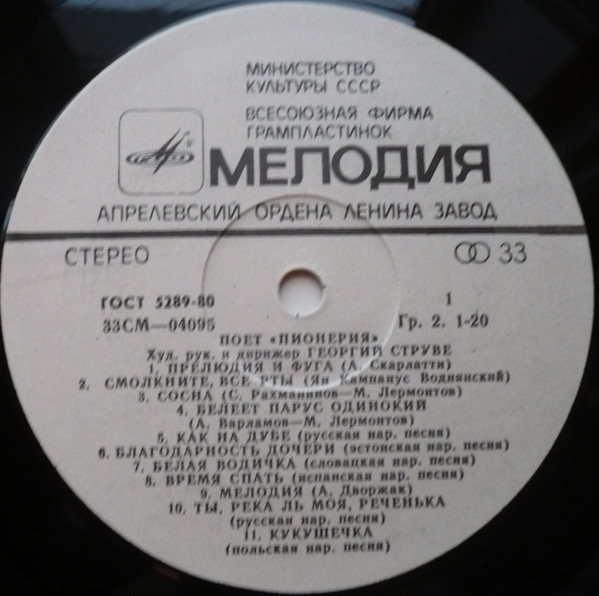 МИНИСТЕРСТВО
КУЛЬТУРЫ СССР
ВСЕСОЮЗНАЯ ФИРМА
ГРАМПЛАСТИНОК
МЕЛОДИЯ
АПРЕЛЕВСКИЙ ОРДЕНА ЛЕНИНА ЗАВОД
СТЕРЕО 33
ГОСТ 5289-80 1
33СМ—04095 Гр. 2. 1-20
ПОЕТ «ПИОНЕРИЯ»
Худ. рук. и дирижер ГЕОРГИЙ СТРУВЕ
1. ПРЕЛЮДИЯ И ФУГА (А. Скарлатти)
2. СМОЛКНИТЕ, ВСЕ РТЫ (Ян Кампанус Воднянский)
3. СОСНА (С. Рахманинов—М. Лермонтов)
4. БЕЛЕЕТ ПАРУС ОДИНОКИЙ
(А. Варламов—М. Лермонтов)
5. КАК НА ДУБЕ (русская нар. песня)
6. БЛАГОДАРНОСТЬ ДОЧЕРИ (эстонская нар. песня)
7. БЕЛАЯ ВОДИЧКА (словацкая нар. песня)
8. ВРЕМЯ СПАТЬ (испанская нар. песня)
9. МЕЛОДИЯ (А. Дворжак)
10. ТЫ, РЕКА ЛЬ МОЯ, РЕЧЕНЬКА
(русская нар. песня)
11. КУКУШЕЧКА
(польская нар. песня)